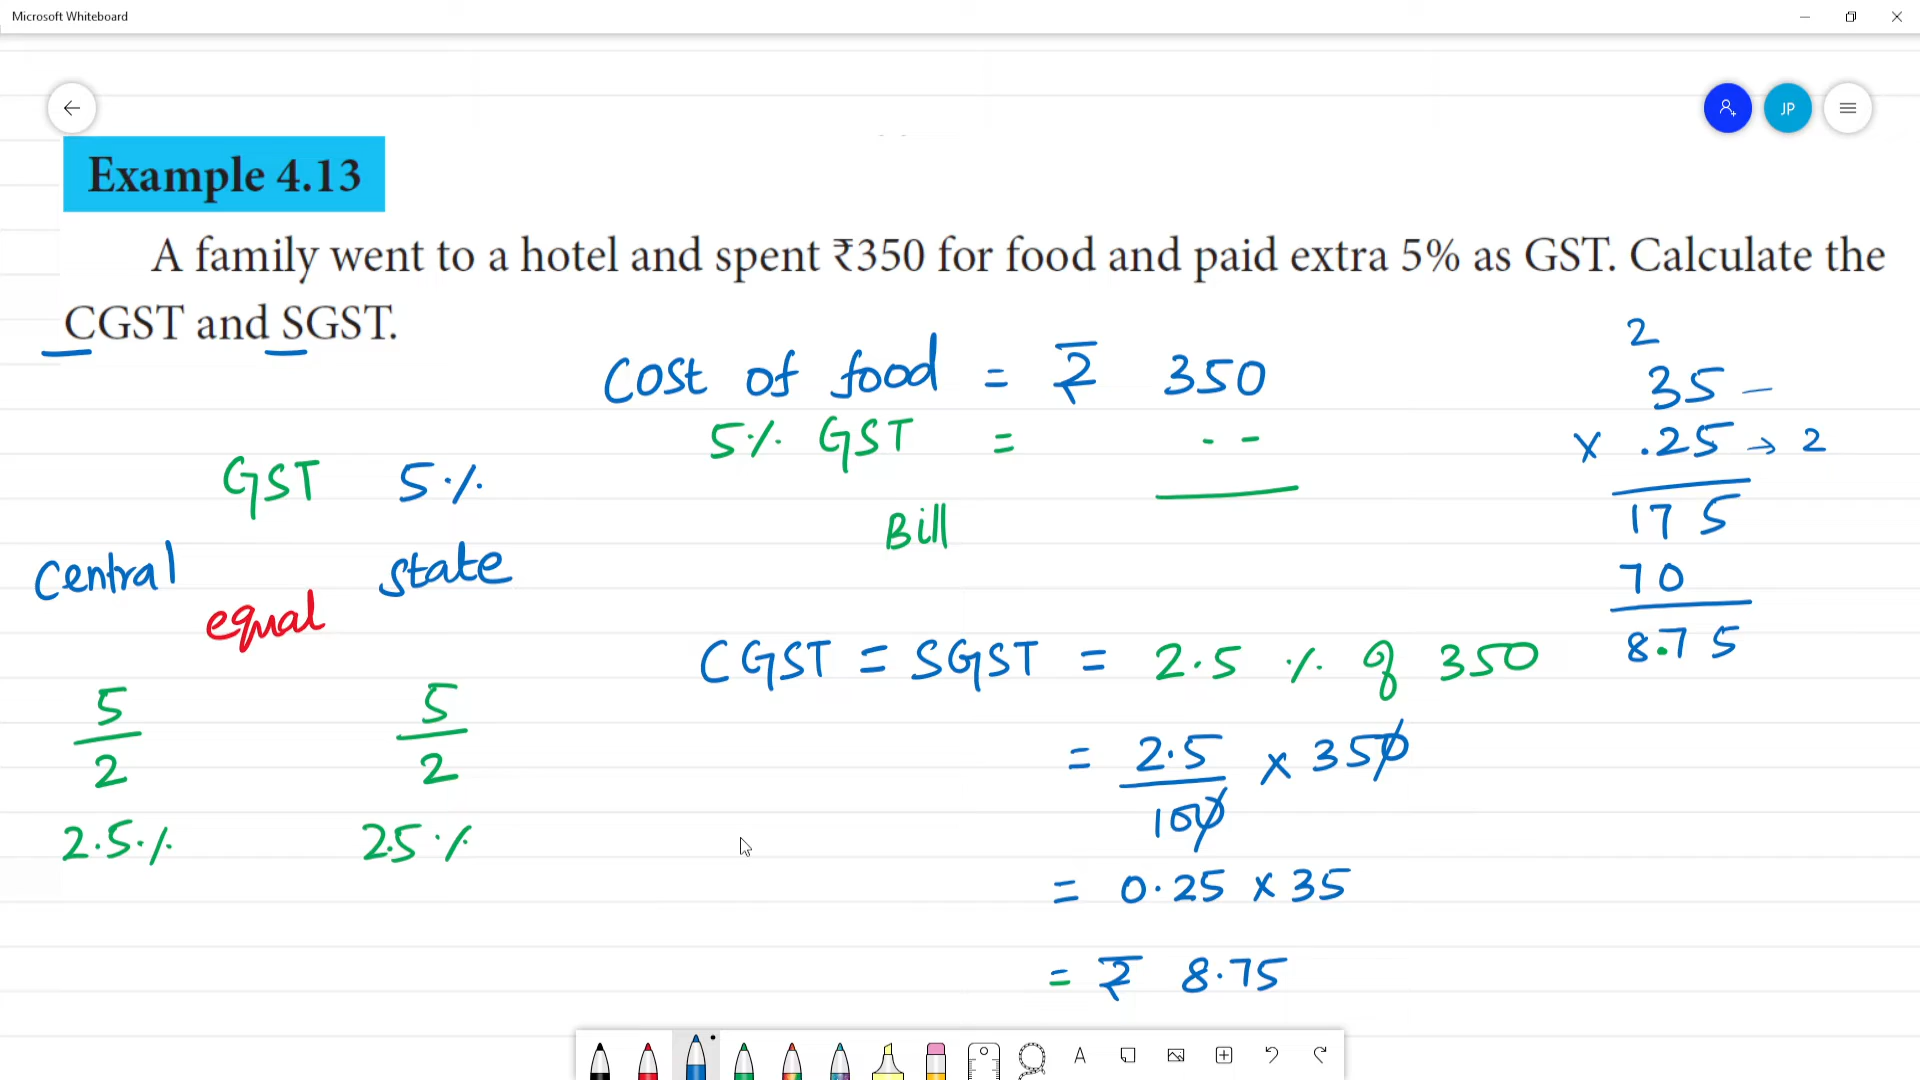 Microsoft Whiteboard
JP
Example 4.13
A family went to a hotel and spent ₹350 for food and paid extra 5% as GST. Calculate the
CGST and SGST.
Cost of food = ₹ 350
5% GST = - -
Bill
GST 5%
Central State
equal
5/2 5/2
2.5% 2.5%
CGST = SGST = 2.5 % of 350
= 2.5/100 × 350
= 0.25 × 35
= ₹ 8.75
2
35 –
× .25 → 2
175
70
8.75
A